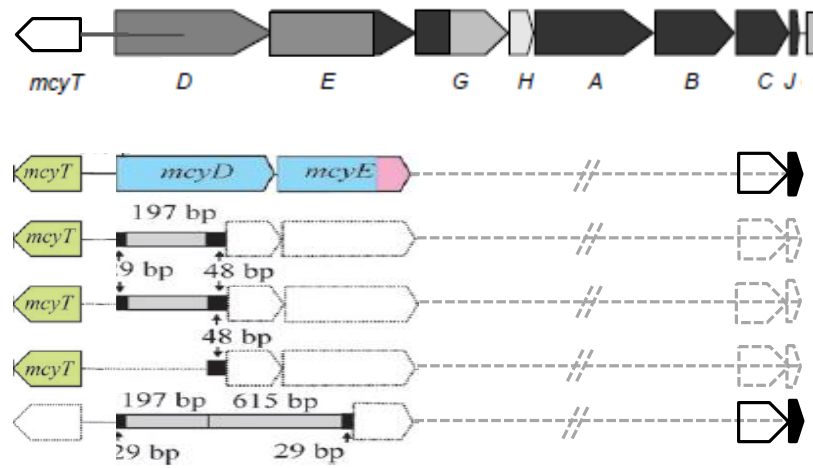 mcyT D E G H A B C J
mcyT mcyD mcyE
197 bp
mcyT
9 bp 48 bp
mcyT
48 bp
mcyT
197 bp 615 bp
29 bp 29 bp